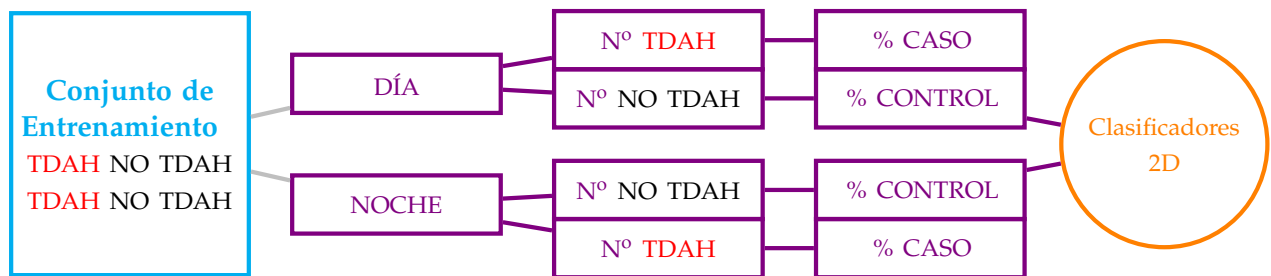 Conjunto de
Entrenamiento
TDAH NO TDAH
TDAH NO TDAH
DÍA
NOCHE
Nº TDAH
Nº NO TDAH
Nº NO TDAH
Nº TDAH
% CASO
% CONTROL
% CONTROL
% CASO
Clasificadores
2D